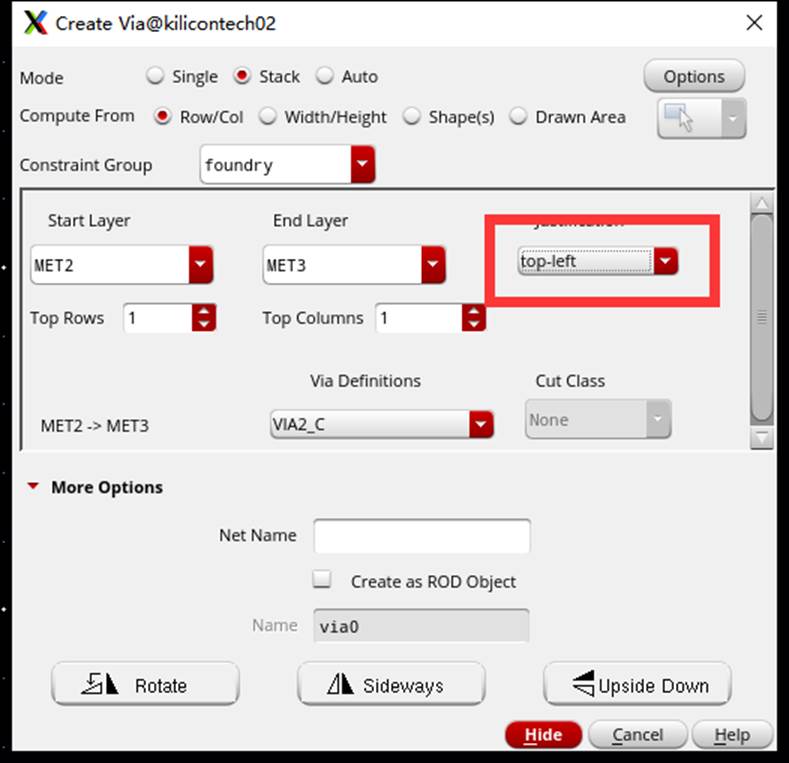 Create Via@kilicontech02
Mode Single Stack Auto Options
Compute From Row/Col Width/Height Shape(s) Drawn Area
Constraint Group foundry
Start Layer End Layer Justification
MET2 MET3 top-left
Top Rows 1 Top Columns 1
Via Definitions Cut Class
MET2 -> MET3 VIA2_C None
More Options
Net Name
Create as ROD Object
Name via0
Rotate Sideways Upside Down
Hide Cancel Help